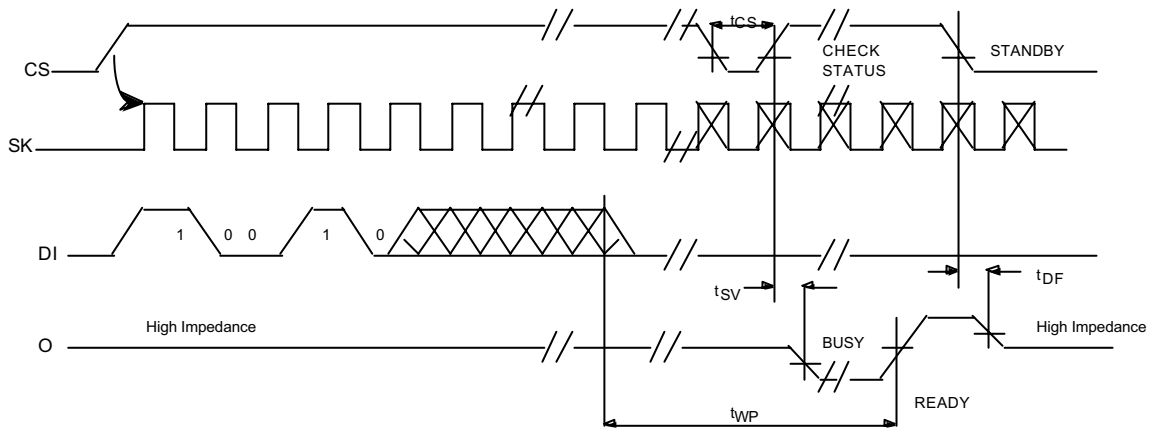 tCS
CS
CHECK
STATUS
STANDBY
SK
DI
1 0 0 1 0
tSV
tDF
High Impedance
O
BUSY
High Impedance
READY
tWP